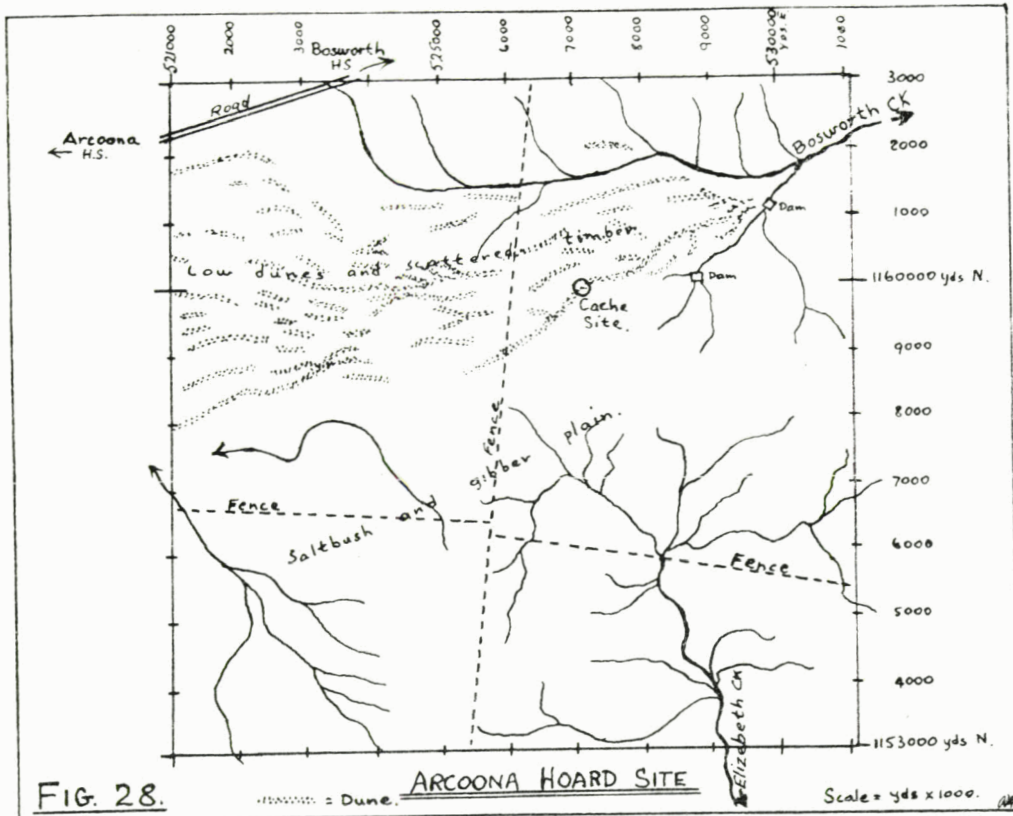 521000 2000 3000 525000 6000 7000 8000 9000 530000 yds. E
Bosworth
H.S.
Road
Arcoona
H.S.
Bosworth CK
3000
2000
1000
1160000 yds N.
9000
8000
7000
6000
5000
4000
1153000 yds N.
Dam
Dam
Low dunes and scattered timber
Cache
Site.
Fence
Saltbush and gibber plain.
Fence
Fence
Elizabeth CK
FIG. 28.
= Dune.
ARCOONA HOARD SITE
Scale = yds x 1000.